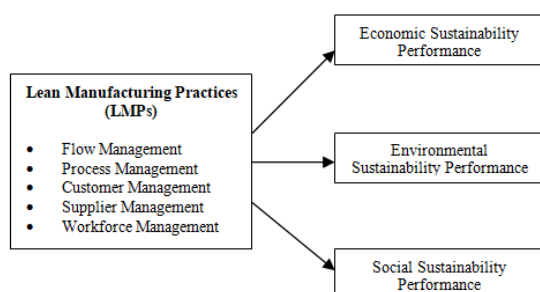 Economic Sustainability
Performance
Lean Manufacturing Practices
(LMPs)
• Flow Management
• Process Management
• Customer Management
• Supplier Management
• Workforce Management
Environmental
Sustainability Performance
Social Sustainability
Performance